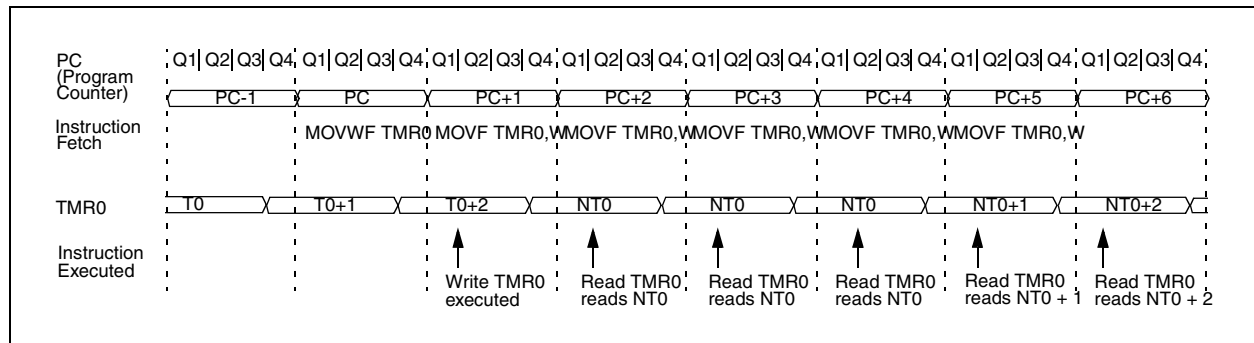 PC
(Program
Counter)
Q1 Q2 Q3 Q4 Q1 Q2 Q3 Q4 Q1 Q2 Q3 Q4 Q1 Q2 Q3 Q4 Q1 Q2 Q3 Q4 Q1 Q2 Q3 Q4 Q1 Q2 Q3 Q4 Q1 Q2 Q3 Q4
PC-1 PC PC+1 PC+2 PC+3 PC+4 PC+5 PC+6
Instruction
Fetch
MOVWF TMR0 MOVF TMR0,W MOVF TMR0,W MOVF TMR0,W MOVF TMR0,W MOVF TMR0,W
TMR0
T0 T0+1 T0+2 NT0 NT0 NT0 NT0+1 NT0+2
Instruction
Executed
Write TMR0
executed
Read TMR0
reads NT0
Read TMR0
reads NT0
Read TMR0
reads NT0
Read TMR0
reads NT0 + 1
Read TMR0
reads NT0 + 2